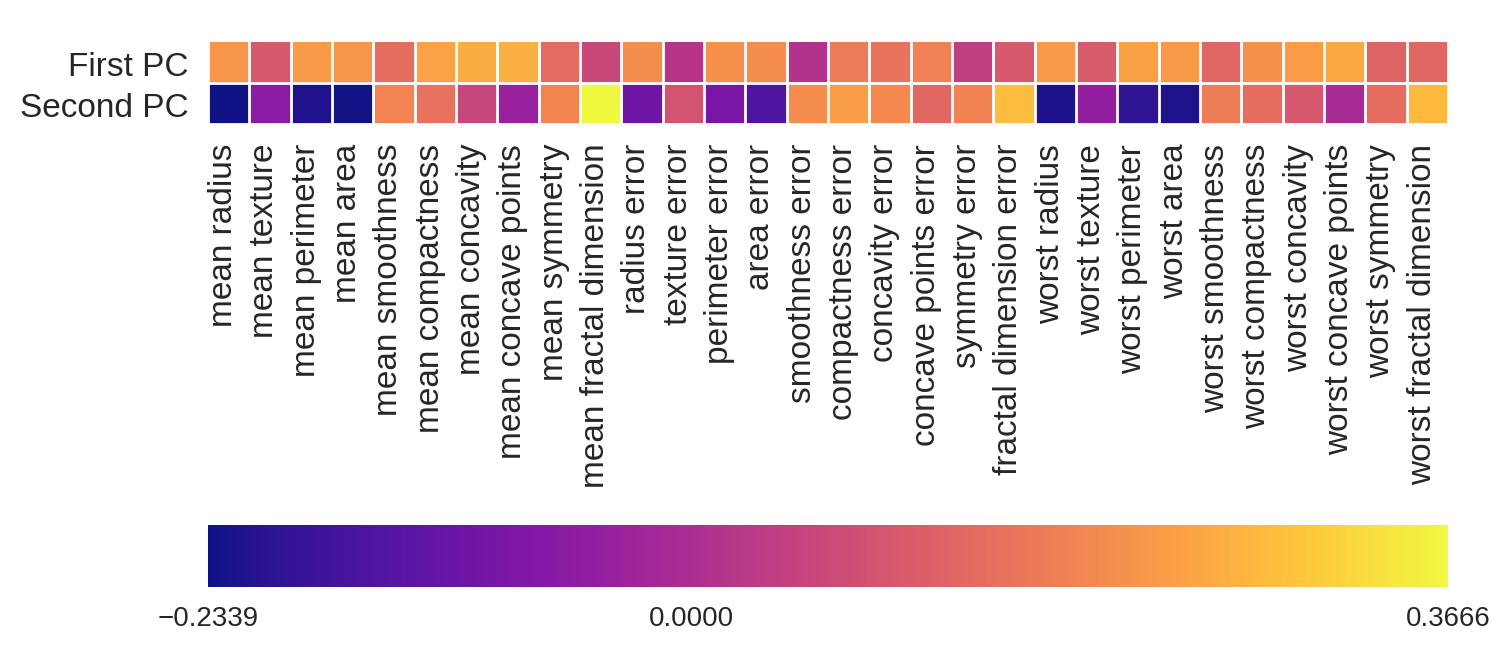 First PC
Second PC
mean radius
mean texture
mean perimeter
mean area
mean smoothness
mean compactness
mean concavity
mean concave points
mean symmetry
mean fractal dimension
radius error
texture error
perimeter error
area error
smoothness error
compactness error
concavity error
concave points error
symmetry error
fractal dimension error
worst radius
worst texture
worst perimeter
worst area
worst smoothness
worst compactness
worst concavity
worst concave points
worst symmetry
worst fractal dimension
−0.2339
0.0000
0.3666